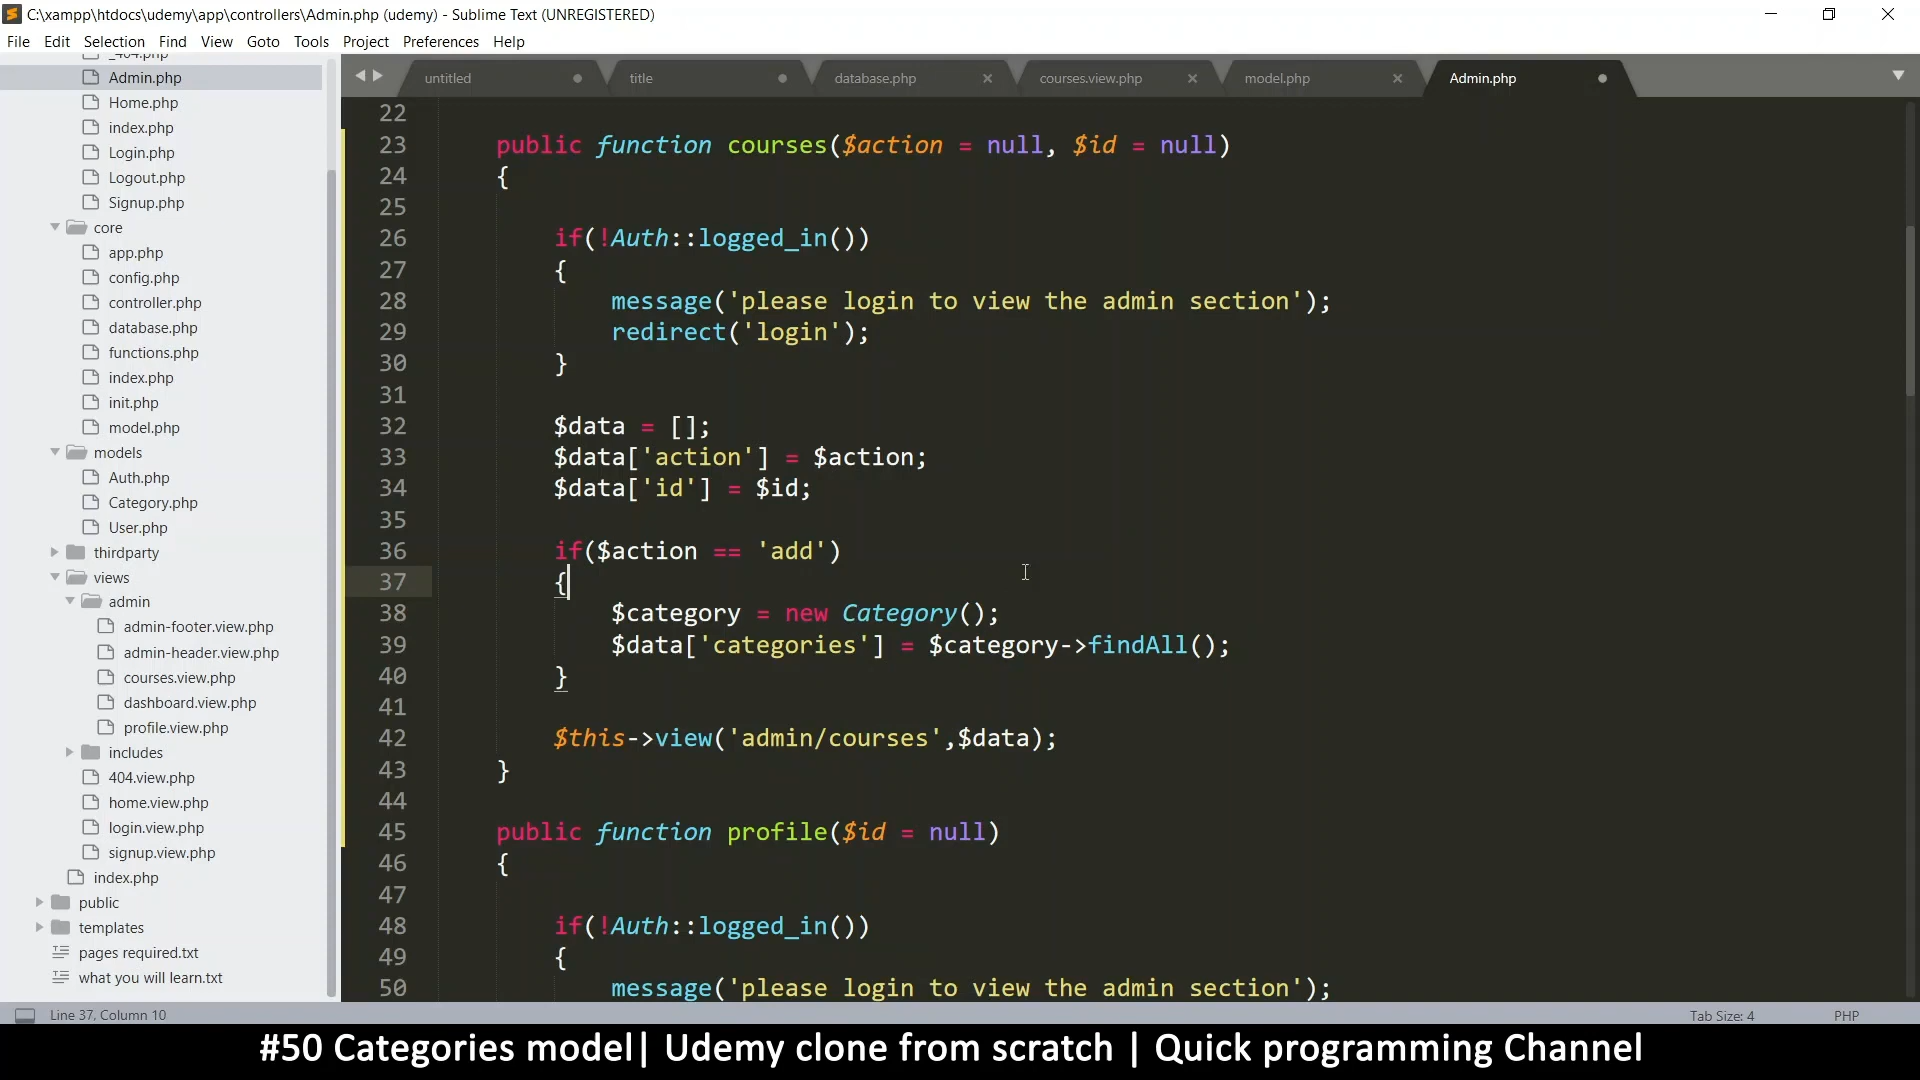 C:\xampp\htdocs\udemy\app\controllers\Admin.php (udemy) - Sublime Text (UNREGISTERED)
File Edit Selection Find View Goto Tools Project Preferences Help
_404.php
Admin.php
Home.php
index.php
Login.php
Logout.php
Signup.php
core
app.php
config.php
controller.php
database.php
functions.php
index.php
init.php
model.php
models
Auth.php
Category.php
User.php
thirdparty
views
admin
admin-footer.view.php
admin-header.view.php
courses.view.php
dashboard.view.php
profile.view.php
includes
404.view.php
home.view.php
login.view.php
signup.view.php
index.php
public
templates
pages required.txt
what you will learn.txt
untitled title database.php courses.view.php model.php Admin.php
22
23 public function courses($action = null, $id = null)
24 {
25
26 if(!Auth::logged_in())
27 {
28 message('please login to view the admin section');
29 redirect('login');
30 }
31
32 $data = [];
33 $data['action'] = $action;
34 $data['id'] = $id;
35
36 if($action == 'add')
37 {
38 $category = new Category();
39 $data['categories'] = $category->findAll();
40 }
41
42 $this->view('admin/courses',$data);
43 }
44
45 public function profile($id = null)
46 {
47
48 if(!Auth::logged_in())
49 {
50 message('please login to view the admin section');
Line 37, Column 10 Tab Size: 4 PHP
#50 Categories model| Udemy clone from scratch | Quick programming Channel